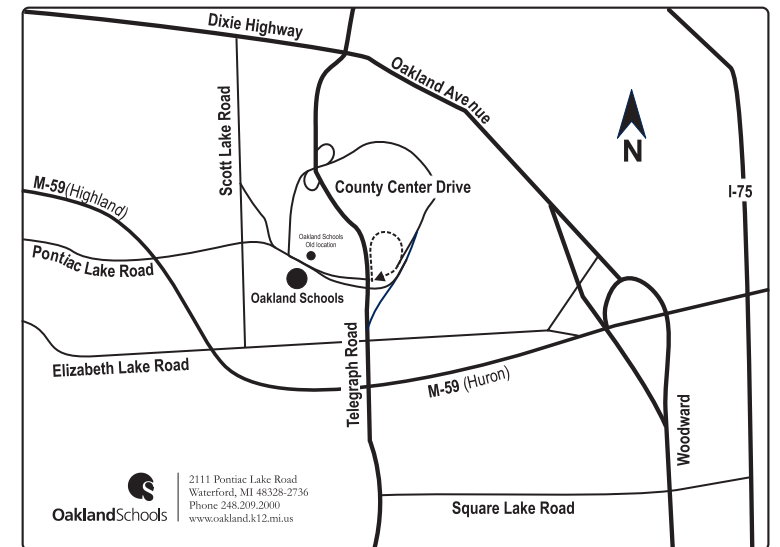 Dixie Highway
Oakland Avenue
Scott Lake Road
N
M-59(Highland)
County Center Drive
I-75
Oakland Schools
Old location
Pontiac Lake Road
Oakland Schools
Elizabeth Lake Road
Telegraph Road
M-59 (Huron)
Woodward
OaklandSchools
2111 Pontiac Lake Road
Waterford, MI 48328-2736
Phone 248.209.2000
www.oakland.k12.mi.us
Square Lake Road